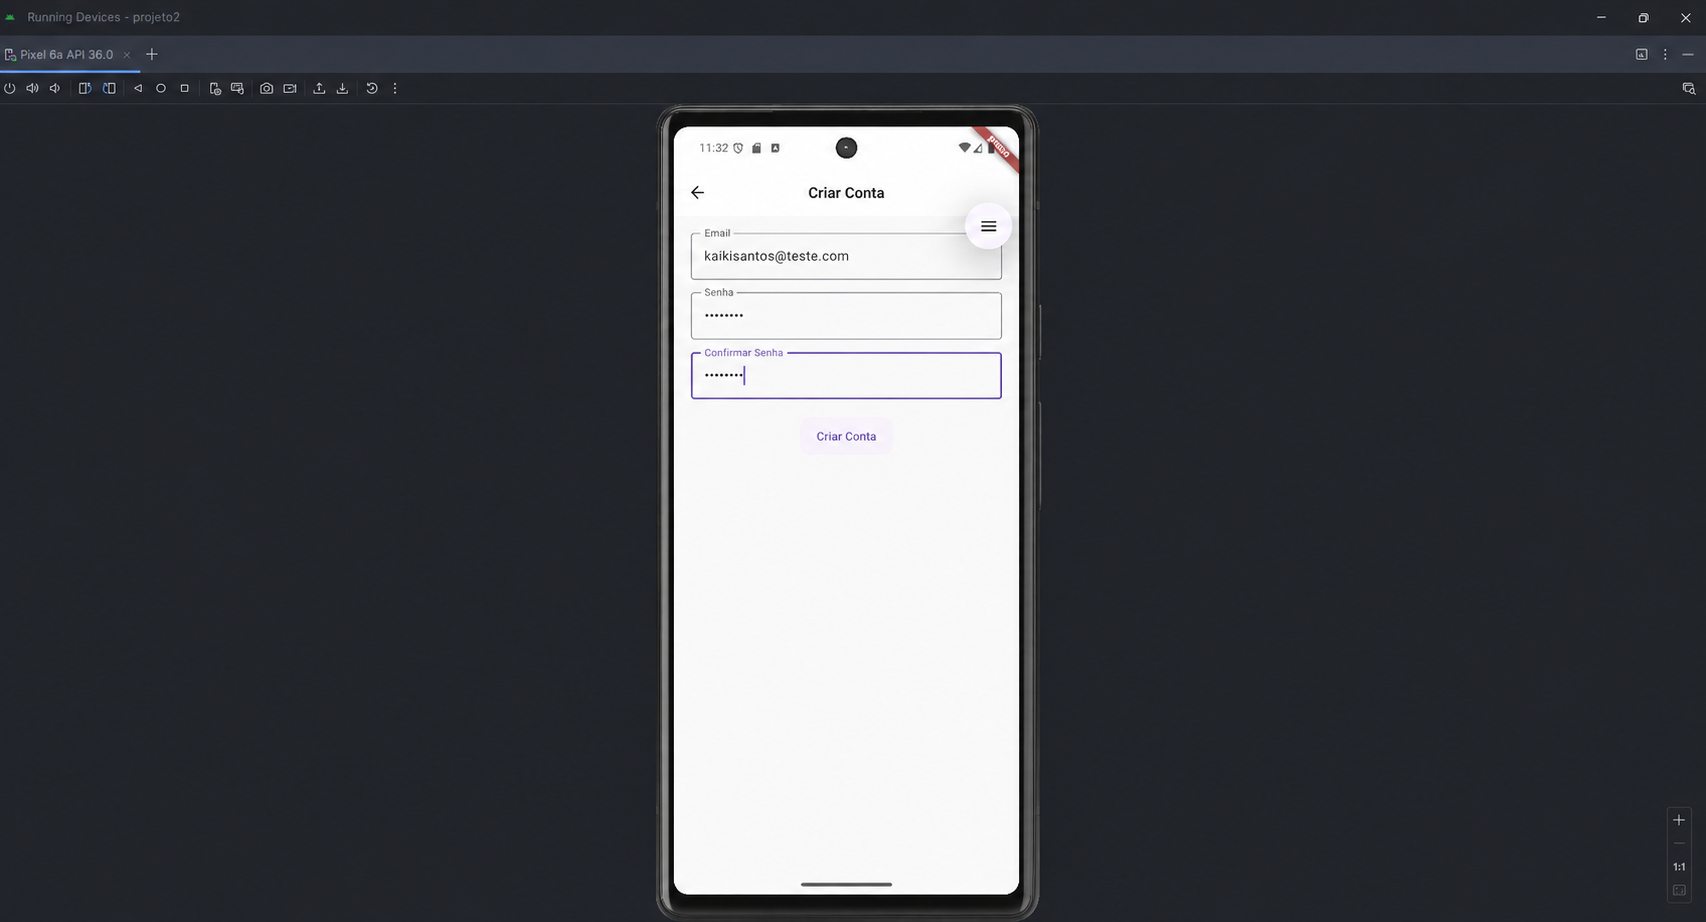 Running Devices - projeto2
Pixel 6a API 36.0
11:32
Criar Conta
Email
kaikisantos@teste.com
Senha
••••••••
Confirmar Senha
••••••••
Criar Conta
1:1